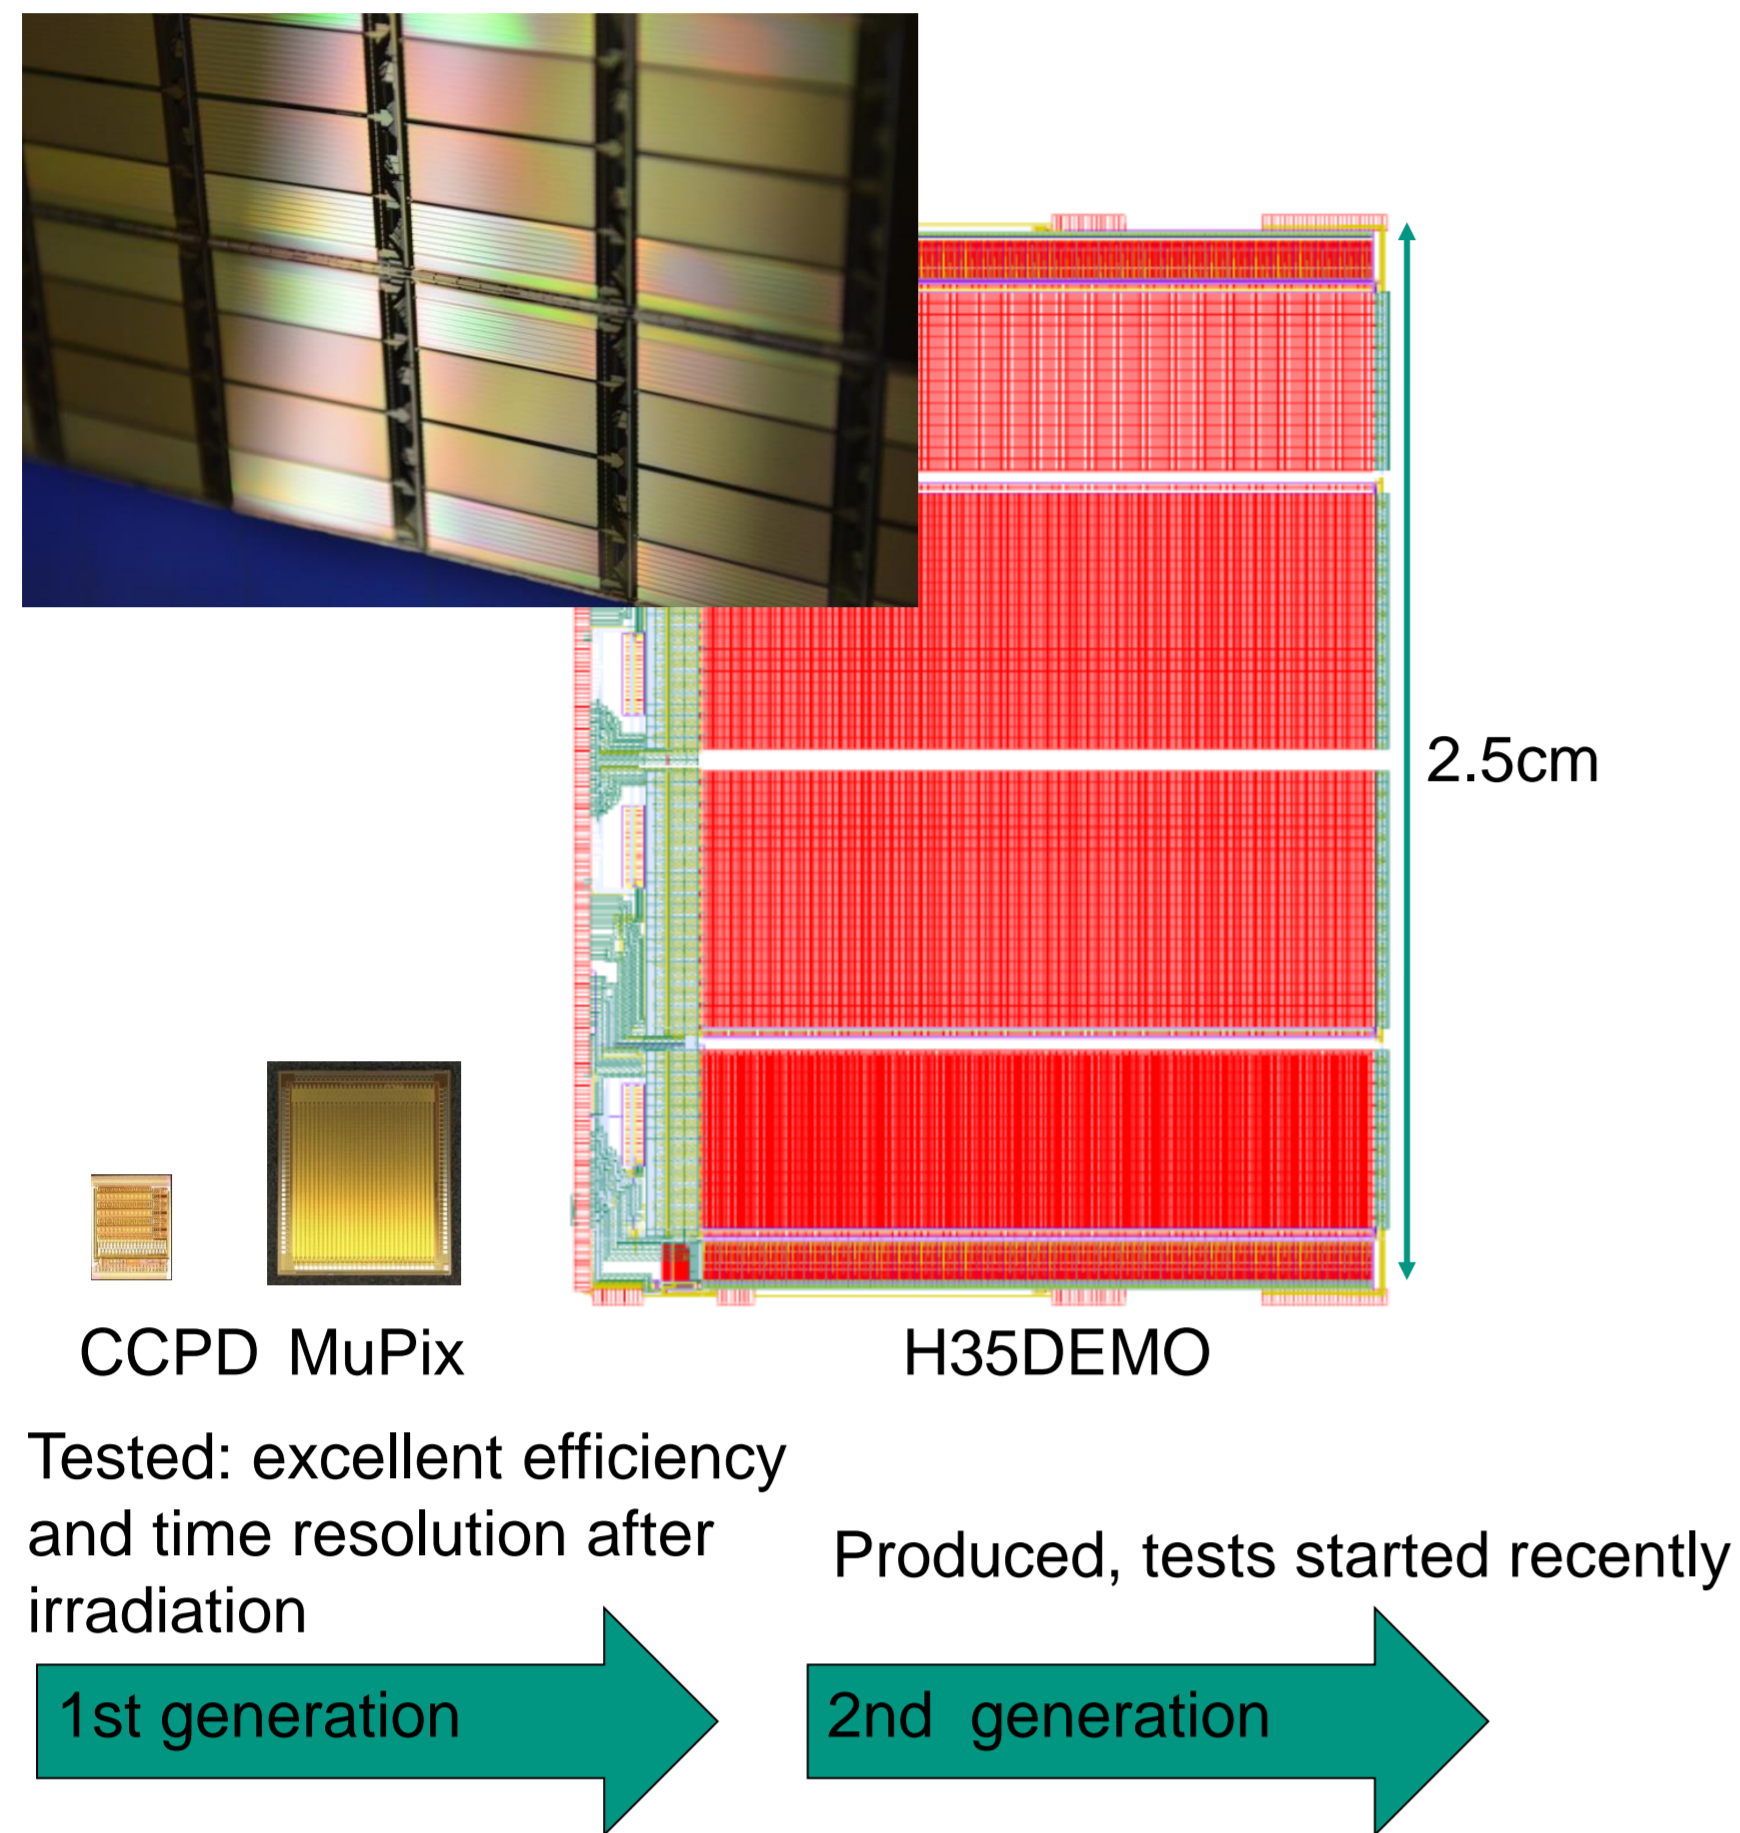 2.5cm
CCPD MuPix
H35DEMO
Tested: excellent efficiency
and time resolution after
irradiation
Produced, tests started recently
1st generation
2nd generation